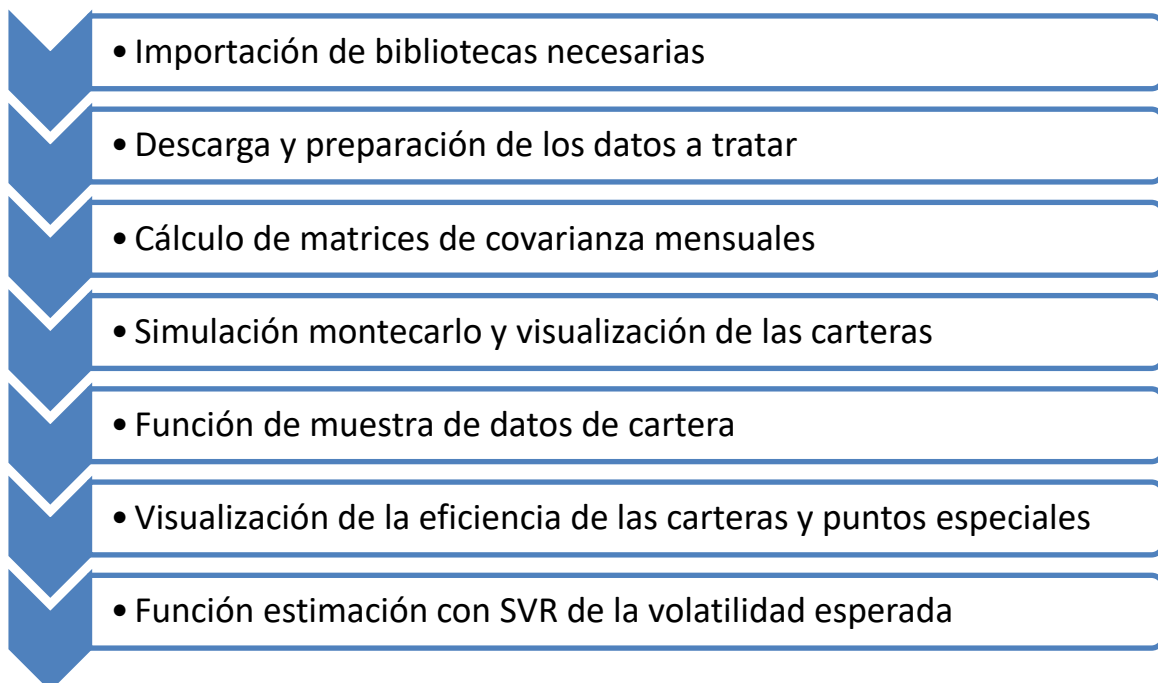 • Importación de bibliotecas necesarias
• Descarga y preparación de los datos a tratar
• Cálculo de matrices de covarianza mensuales
• Simulación montecarlo y visualización de las carteras
• Función de muestra de datos de cartera
• Visualización de la eficiencia de las carteras y puntos especiales
• Función estimación con SVR de la volatilidad esperada